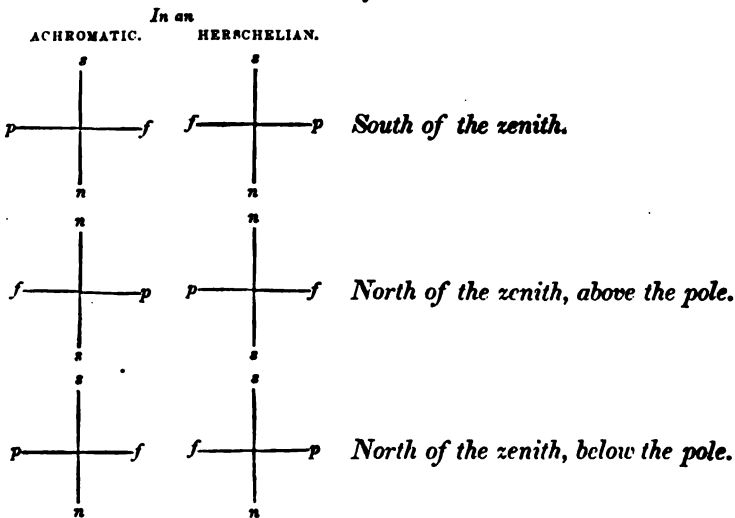 In an
ACHROMATIC. HERSCHELIAN.
s s
p f f p South of the zenith.
n n
n n
f p p f North of the zenith, above the pole.
s s
s s
p f f p North of the zenith, below the pole.
n n